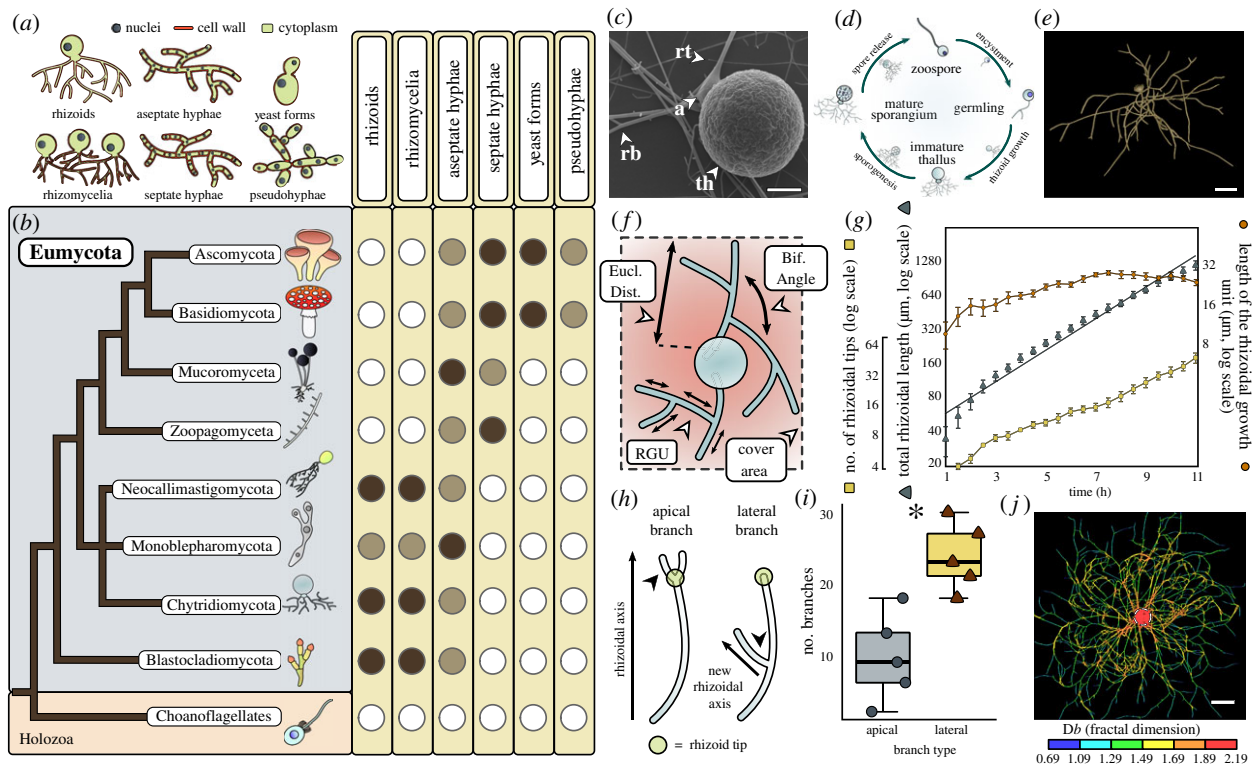 (a)
nuclei cell wall cytoplasm
rhizoids aseptate hyphae yeast forms
rhizomycelia septate hyphae pseudohyphae
rhizoids
rhizomycelia
aseptate hyphae
septate hyphae
yeast forms
pseudohyphae
(b)
Eumycota
Ascomycota
Basidiomycota
Mucoromyceta
Zoopagomyceta
Neocallimastigomycota
Monoblepharomycota
Chytridiomycota
Blastocladiomycota
Choanoflagellates
Holozoa
(c)
rt
a
rb
th
(d)
zoospore
encystment
germling
rhizoid growth
immature
thallus
sporogenesis
mature
sporangium
spore release
(e)
(f)
Eucl.
Dist.
Bif.
Angle
RGU
cover
area
(g)
no. of rhizoidal tips (log scale)
total rhizoidal length (µm, log scale)
length of the rhizoidal growth
unit (µm, log scale)
64
32
16
8
4
1280
640
320
160
80
40
20
32
16
8
1 3 5 7 9 11
time (h)
(h)
apical
branch
lateral
branch
rhizoidal axis
new
rhizoidal
axis
= rhizoid tip
(i)
*
no. branches
30
20
10
apical lateral
branch type
(j)
Db (fractal dimension)
0.69 1.09 1.29 1.49 1.69 1.89 2.19